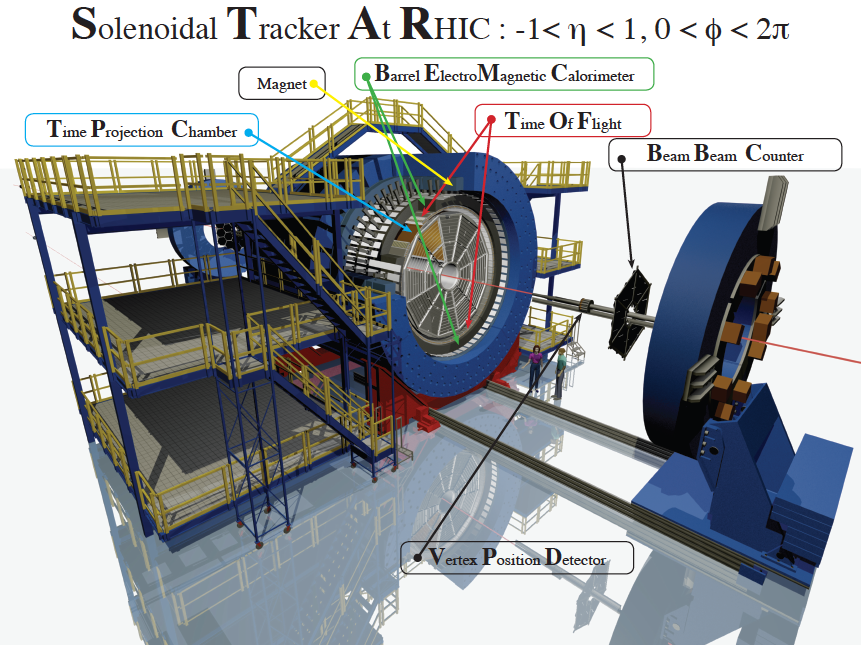 Solenoidal Tracker At RHIC : -1< η < 1, 0 < ϕ < 2π
Barrel ElectroMagnetic Calorimeter
Magnet
Time Projection Chamber
Time Of Flight
Beam Beam Counter
Vertex Position Detector